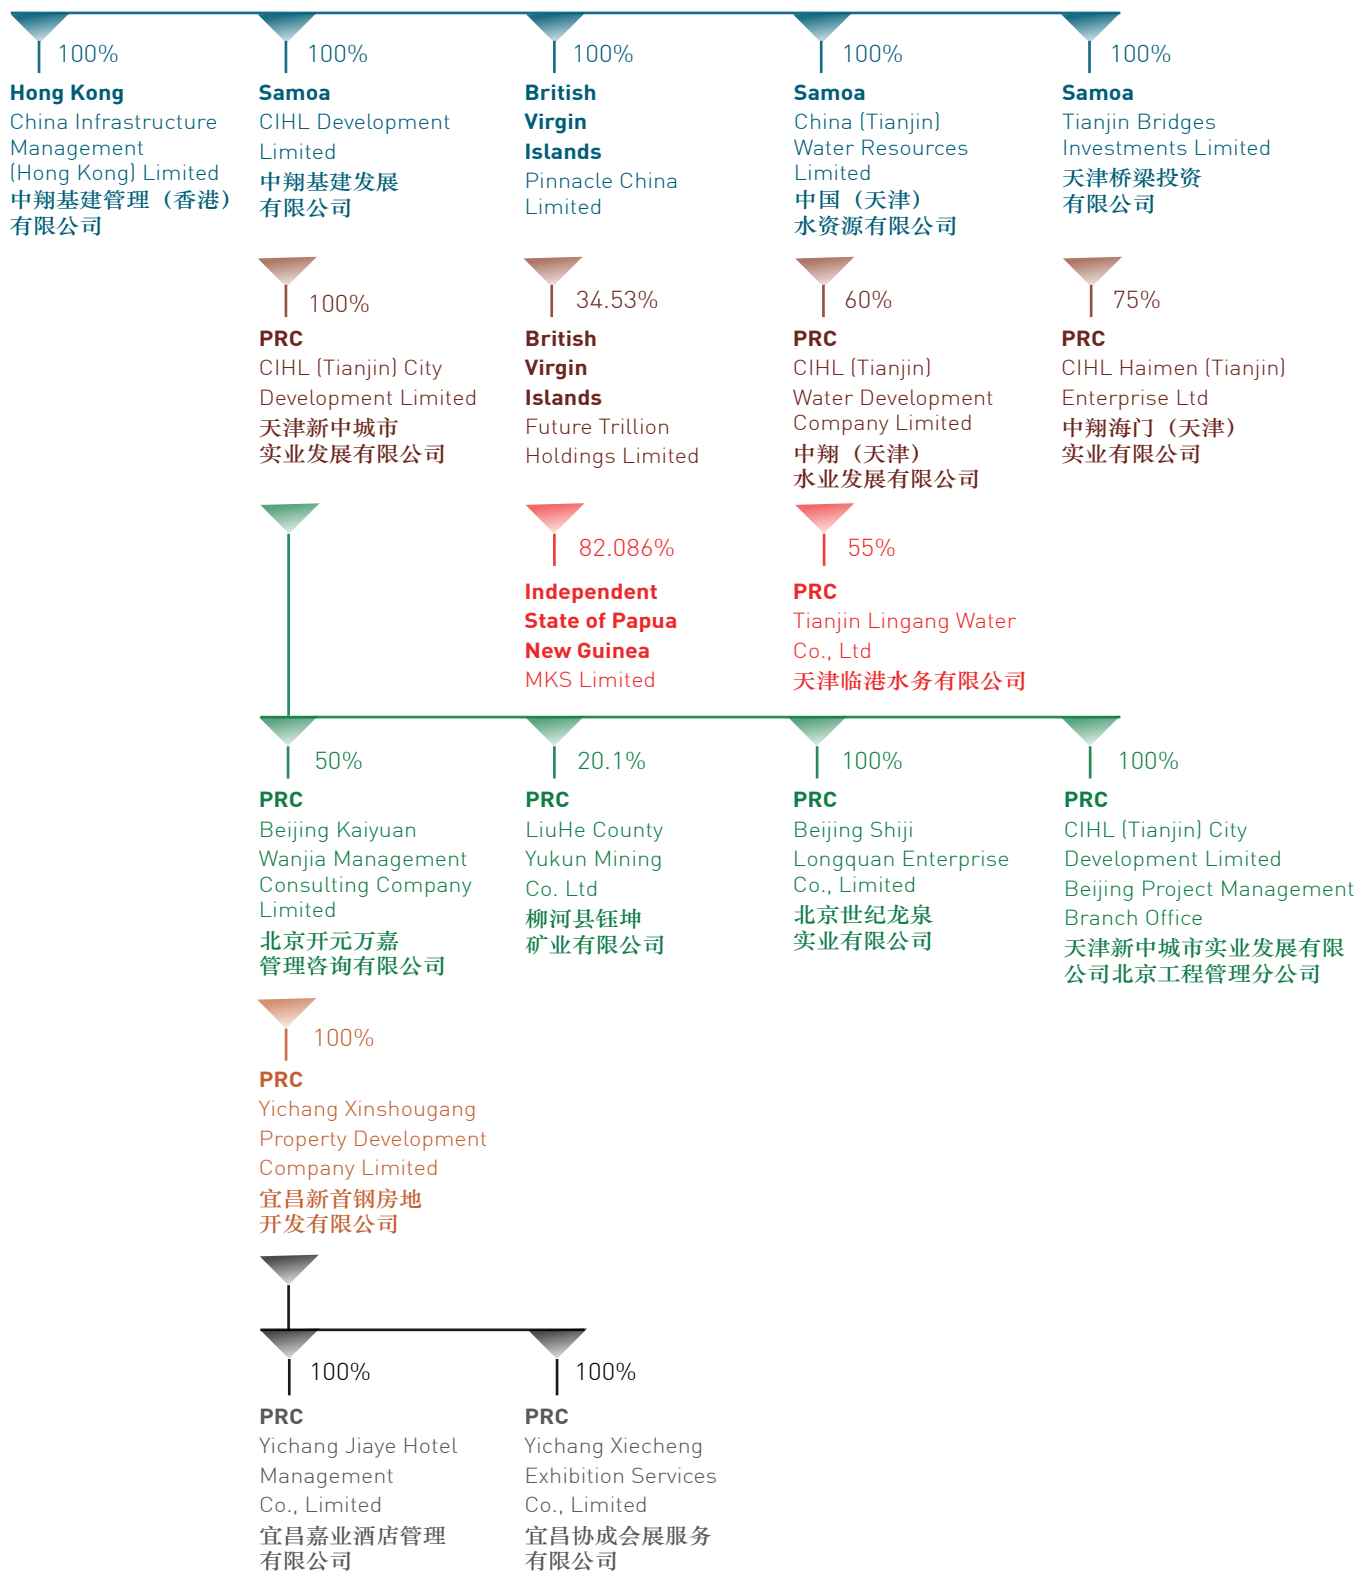 100%
Hong Kong
China Infrastructure
Management
(Hong Kong) Limited
中翔基建管理（香港）
有限公司
100%
Samoa
CIHL Development
Limited
中翔基建发展
有限公司
100%
British
Virgin
Islands
Pinnacle China
Limited
100%
Samoa
China (Tianjin)
Water Resources
Limited
中国（天津）
水资源有限公司
100%
Samoa
Tianjin Bridges
Investments Limited
天津桥梁投资
有限公司
100%
PRC
CIHL (Tianjin) City
Development Limited
天津新中城市
实业发展有限公司
34.53%
British
Virgin
Islands
Future Trillion
Holdings Limited
60%
PRC
CIHL (Tianjin)
Water Development
Company Limited
中翔（天津）
水业发展有限公司
75%
PRC
CIHL Haimen (Tianjin)
Enterprise Ltd
中翔海门（天津）
实业有限公司
82.086%
Independent
State of Papua
New Guinea
MKS Limited
55%
PRC
Tianjin Lingang Water
Co., Ltd
天津临港水务有限公司
50%
PRC
Beijing Kaiyuan
Wanjia Management
Consulting Company
Limited
北京开元万嘉
管理咨询有限公司
20.1%
PRC
LiuHe County
Yukun Mining
Co. Ltd
柳河县钰坤
矿业有限公司
100%
PRC
Beijing Shiji
Longquan Enterprise
Co., Limited
北京世纪龙泉
实业有限公司
100%
PRC
CIHL (Tianjin) City
Development Limited
Beijing Project Management
Branch Office
天津新中城市实业发展有限
公司北京工程管理分公司
100%
PRC
Yichang Xinshougang
Property Development
Company Limited
宜昌新首钢房地
开发有限公司
100%
PRC
Yichang Jiaye Hotel
Management
Co., Limited
宜昌嘉业酒店管理
有限公司
100%
PRC
Yichang Xiecheng
Exhibition Services
Co., Limited
宜昌协成会展服务
有限公司